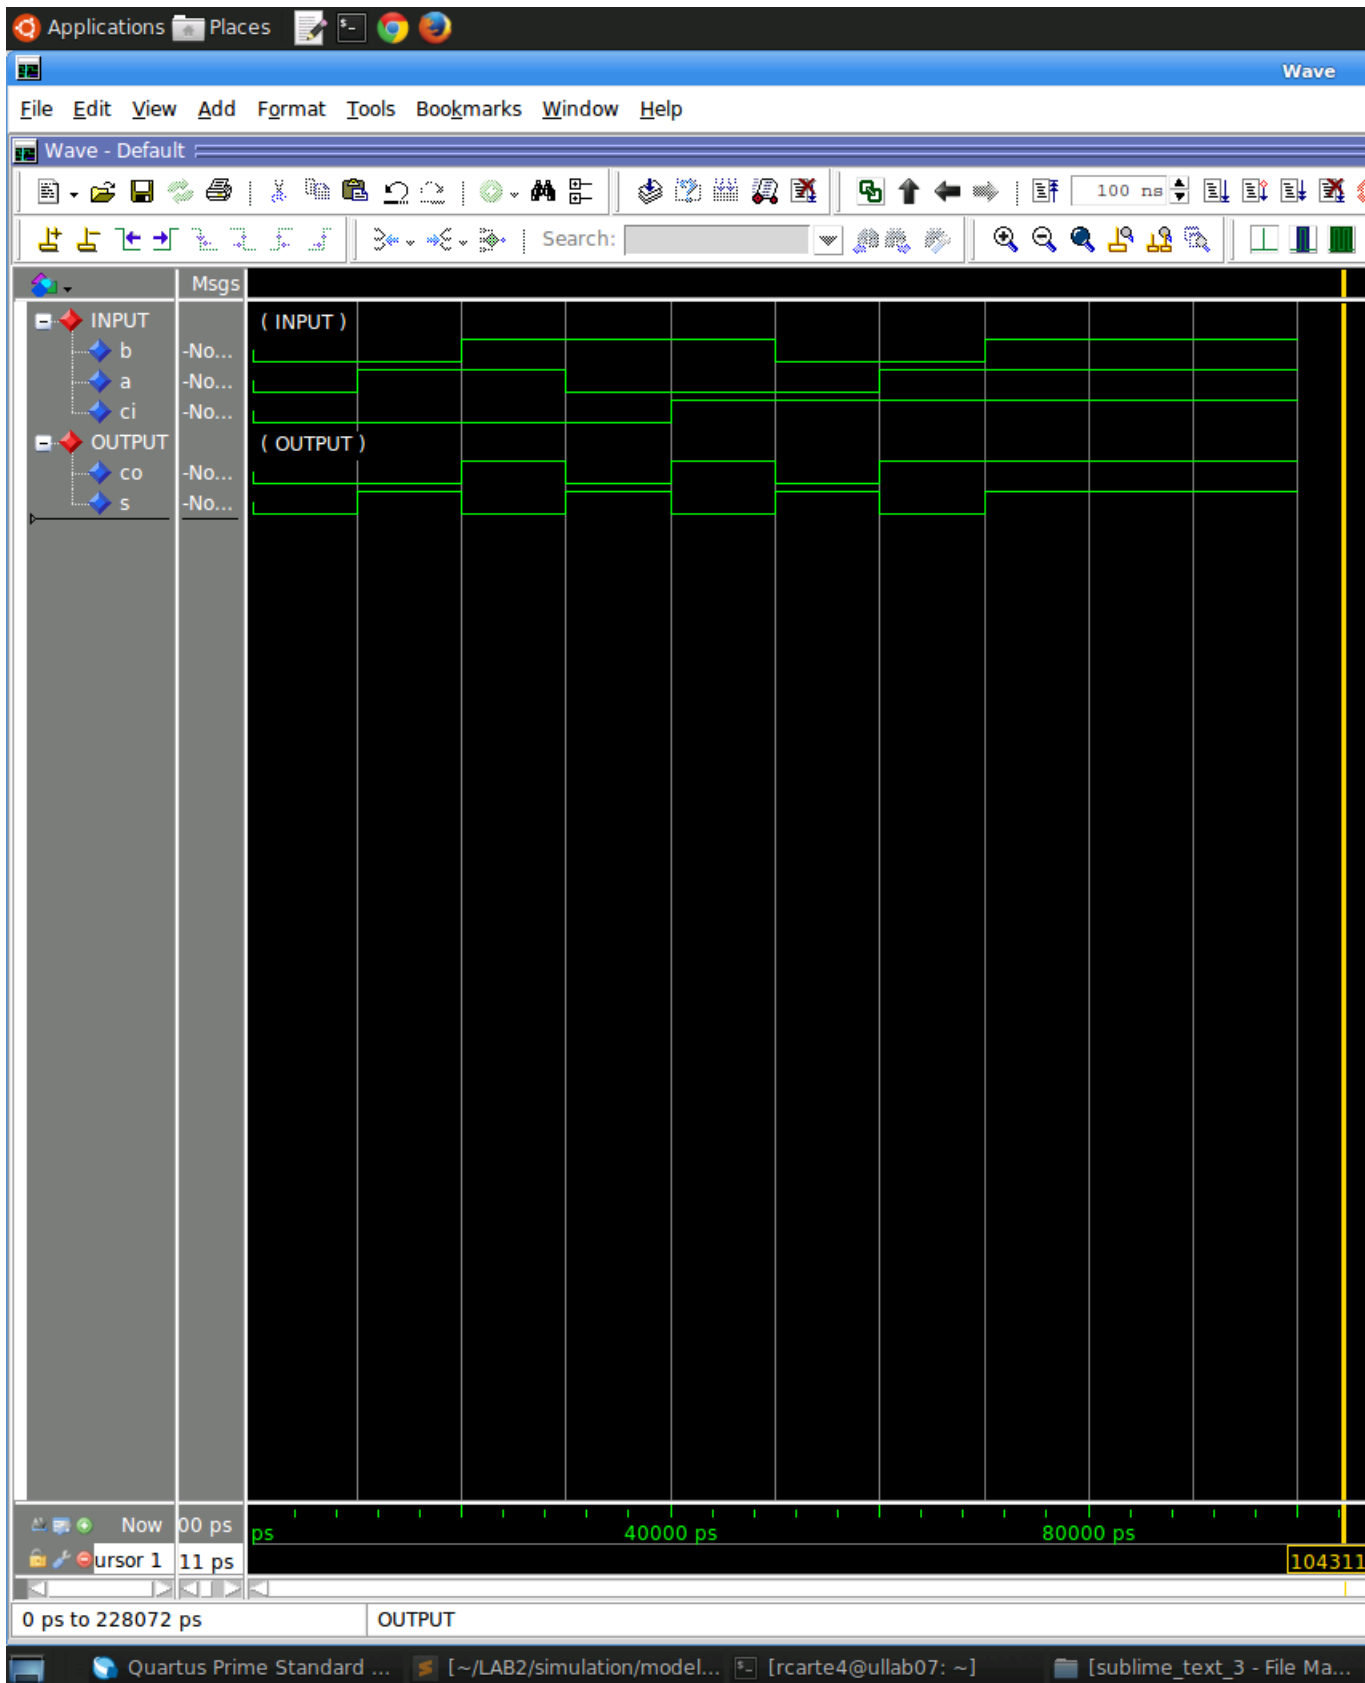 Applications Places
Wave
File Edit View Add Format Tools Bookmarks Window Help
Wave - Default
100 ns
Search:
Msgs
INPUT ( INPUT )
b -No...
a -No...
ci -No...
OUTPUT ( OUTPUT )
co -No...
s -No...
Now 00 ps ps 40000 ps 80000 ps
ursor 1 11 ps 104311
0 ps to 228072 ps OUTPUT
Quartus Prime Standard ... [~/LAB2/simulation/model... [rcarte4@ullab07: ~] [sublime_text_3 - File Ma...